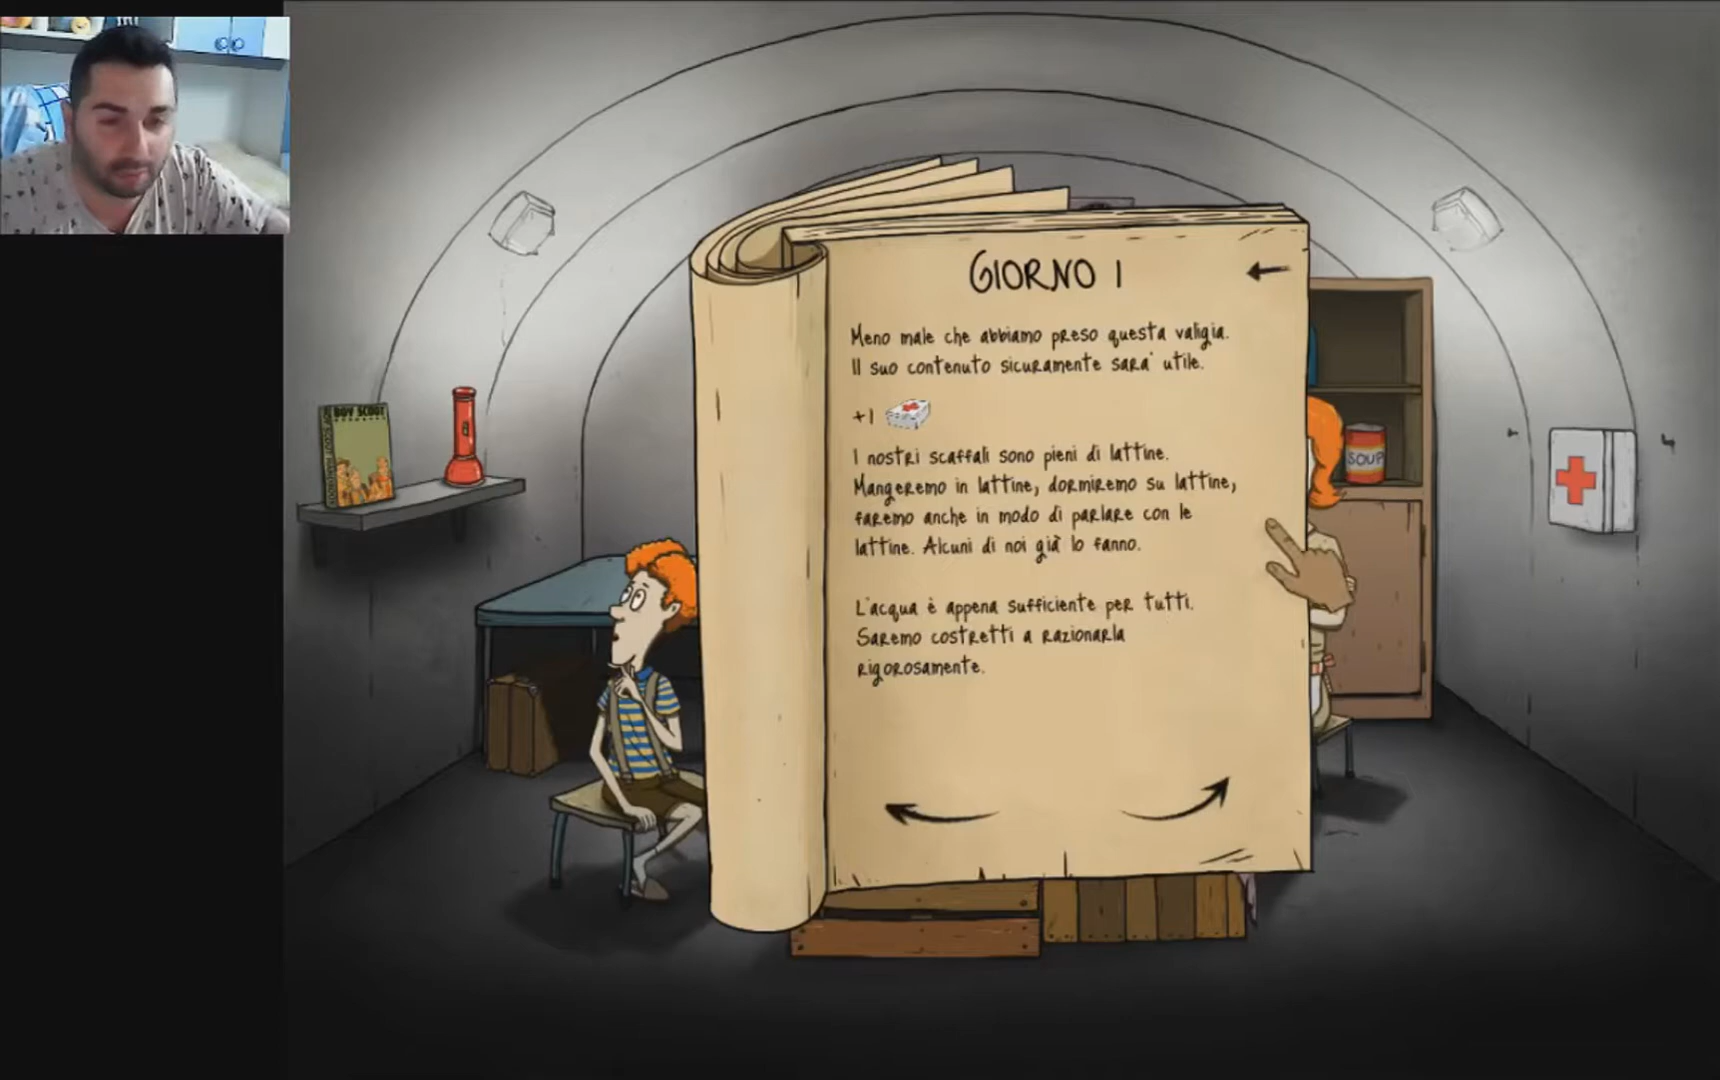 GIORNO 1
Meno male che abbiamo preso questa valigia.
Il suo contenuto sicuramente sara' utile.
+1
I nostri scaffali sono pieni di lattine.
Mangeremo in lattine, dormiremo su lattine,
faremo anche in modo di parlare con le
lattine. Alcuni di noi già lo fanno.
L'acqua è appena sufficiente per tutti.
Saremo costretti a razionarla
rigorosamente.
BOY SCOUT
SOUP